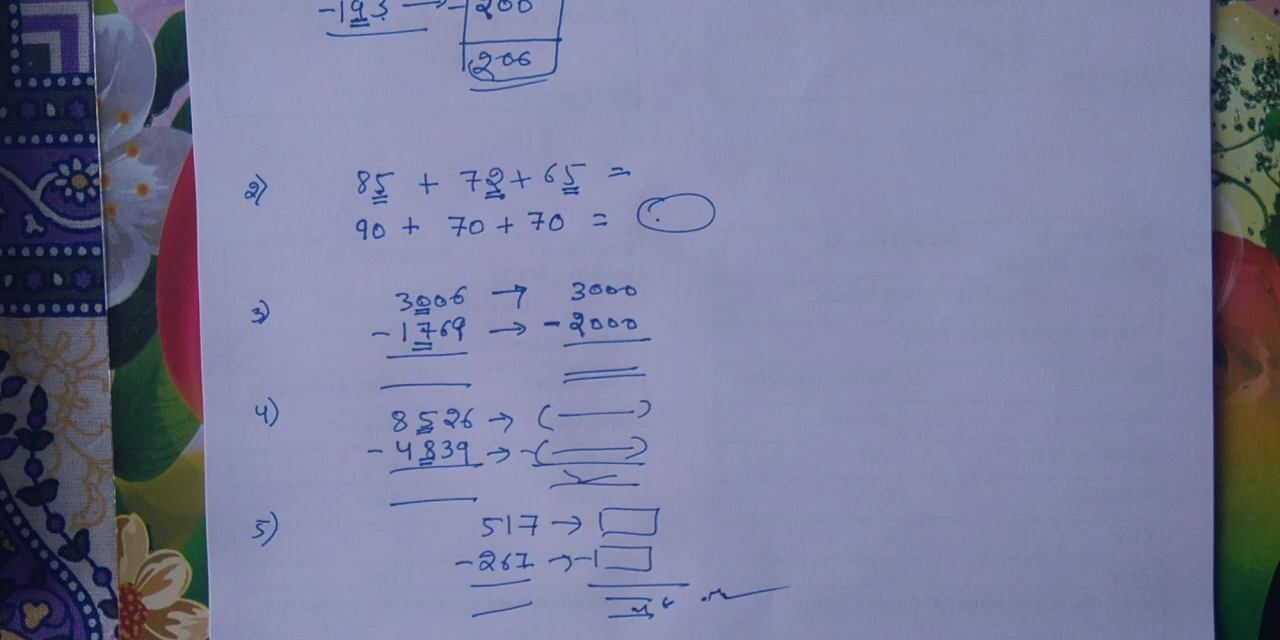 -193 → - 200
206
2) 85 + 72 + 65 =
90 + 70 + 70 =
3) 3006 → 3000
-1769 → -2000
4) 8526 → ( )
-4839 → -( )
5) 517 →
-267 → -